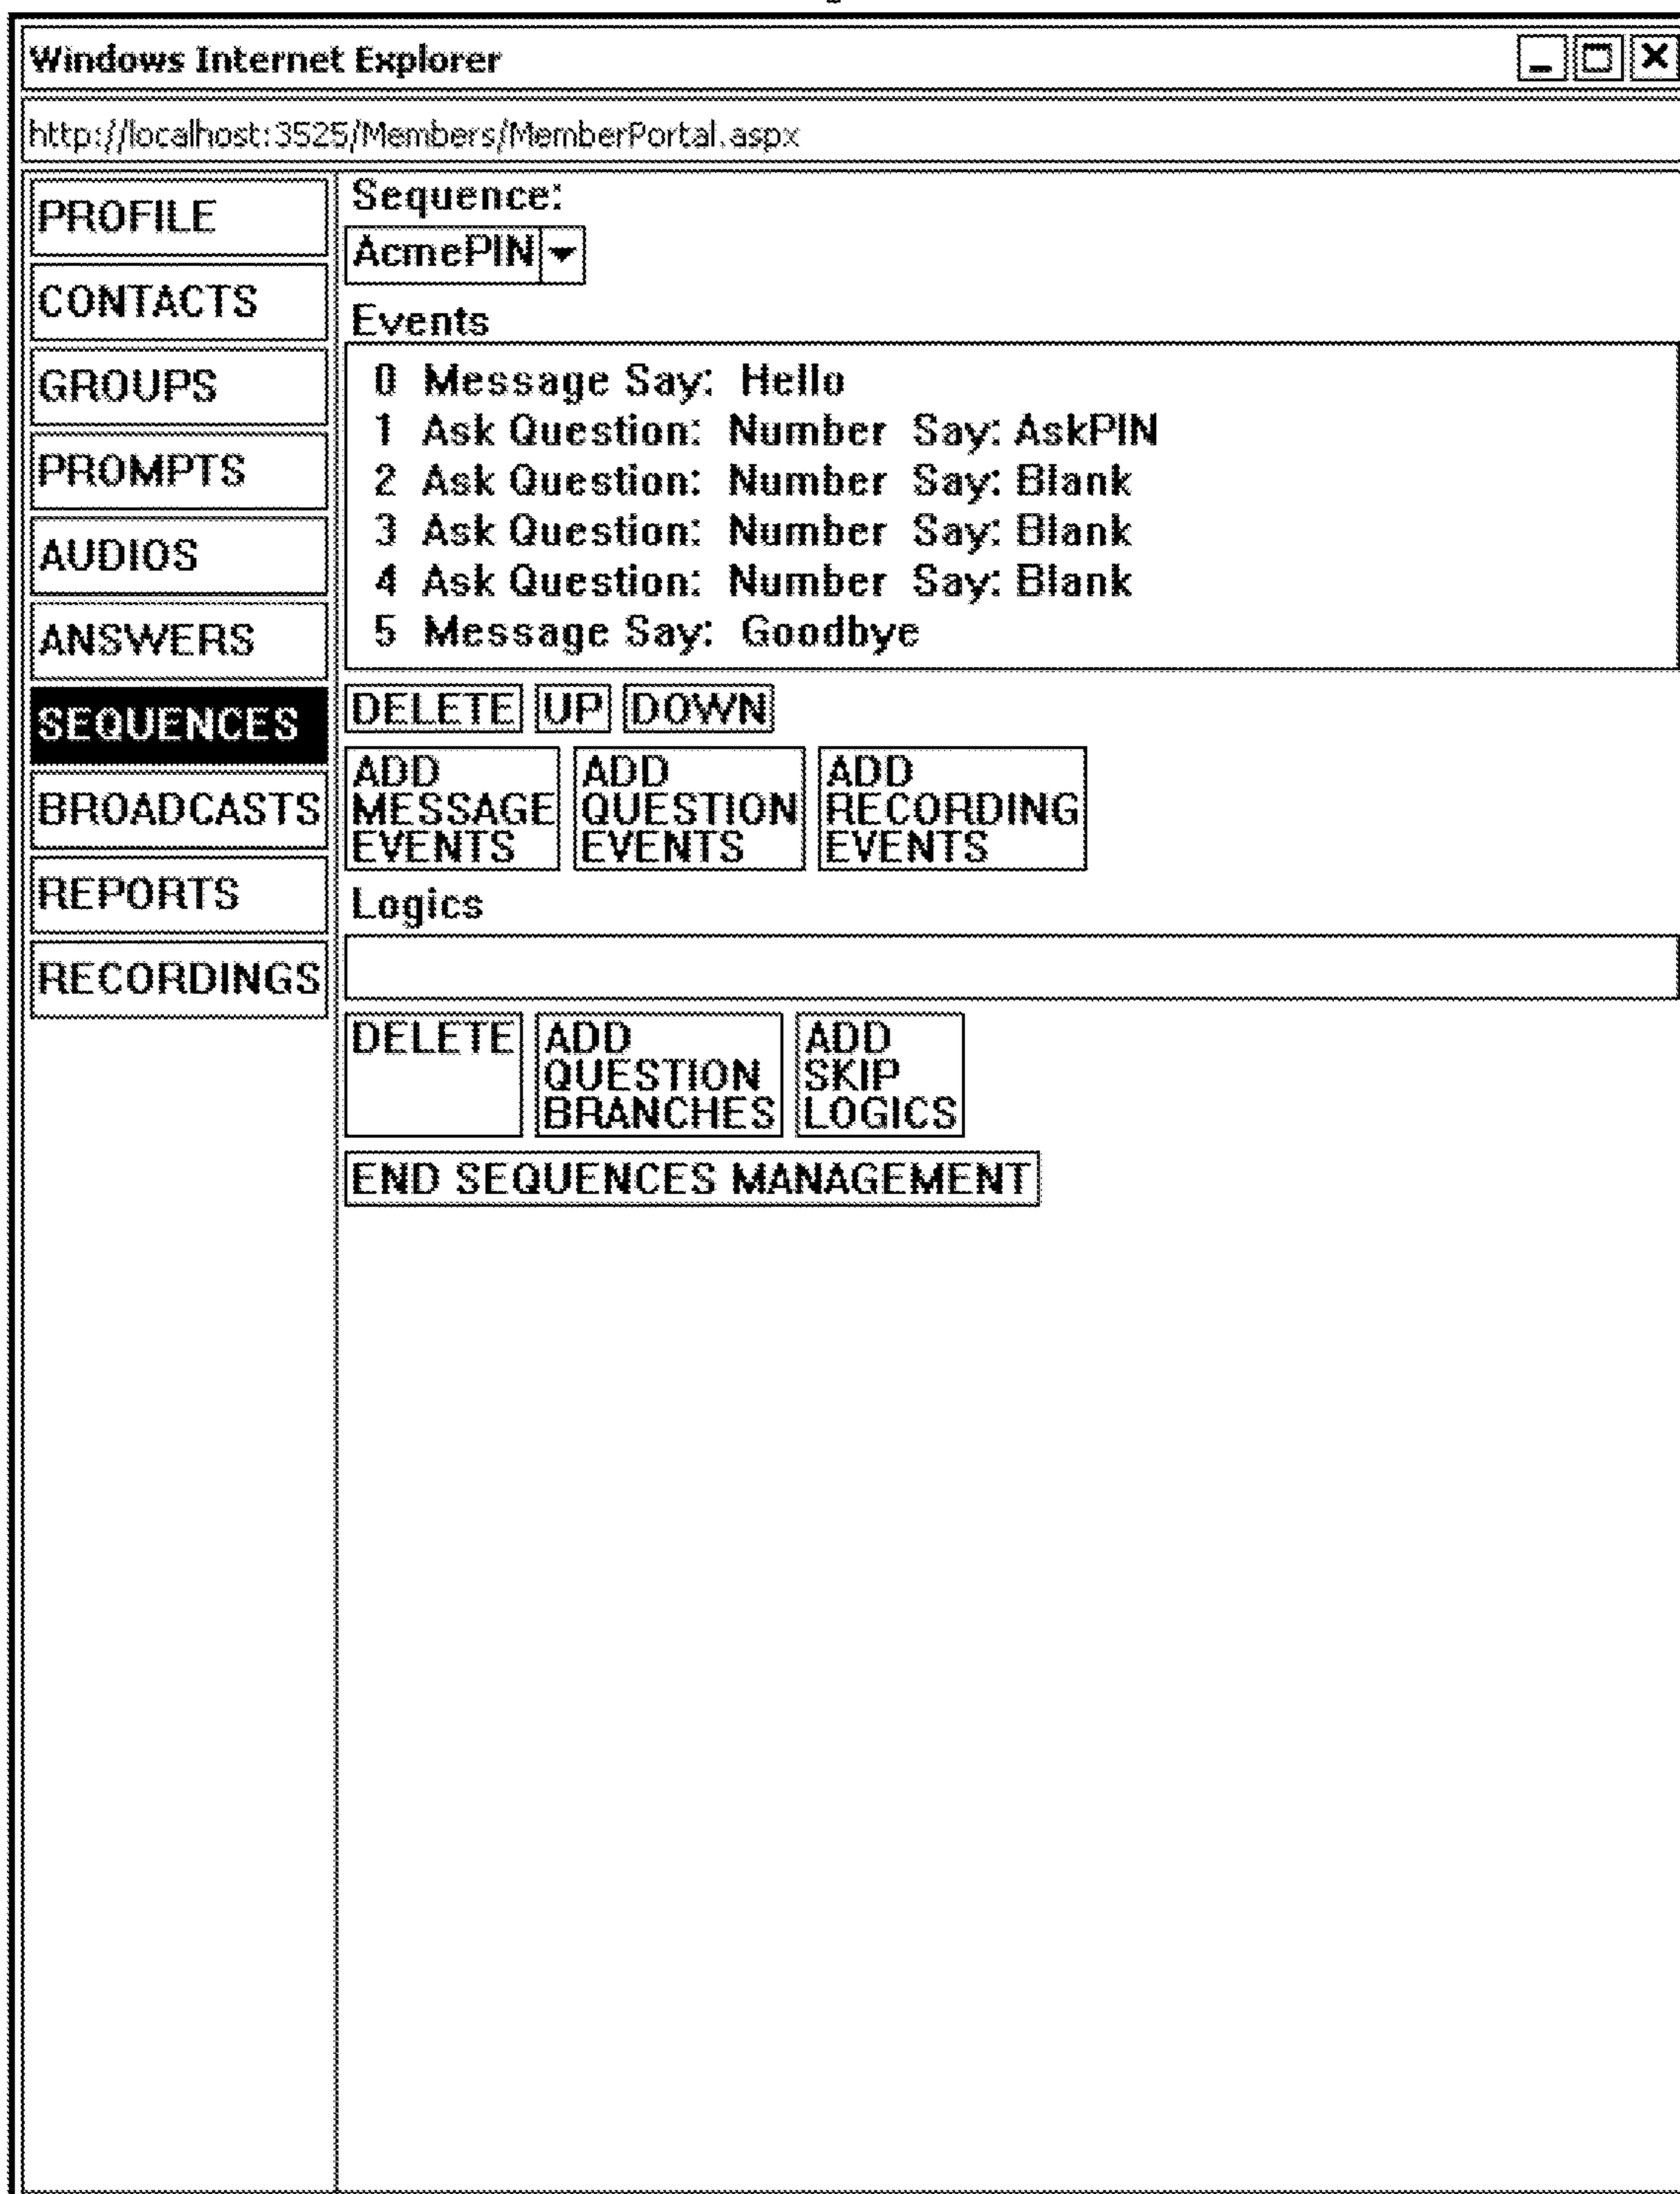 Windows Internet Explorer
http://localhost:3525/Members/MemberPortal.aspx
PROFILE
CONTACTS
GROUPS
PROMPTS
AUDIOS
ANSWERS
SEQUENCES
BROADCASTS
REPORTS
RECORDINGS
Sequence:
AcmePIN
Events
0 Message Say: Hello
1 Ask Question: Number Say: AskPIN
2 Ask Question: Number Say: Blank
3 Ask Question: Number Say: Blank
4 Ask Question: Number Say: Blank
5 Message Say: Goodbye
DELETE UP DOWN
ADD
MESSAGE
EVENTS
ADD
QUESTION
EVENTS
ADD
RECORDING
EVENTS
Logics
DELETE
ADD
QUESTION
BRANCHES
ADD
SKIP
LOGICS
END SEQUENCES MANAGEMENT